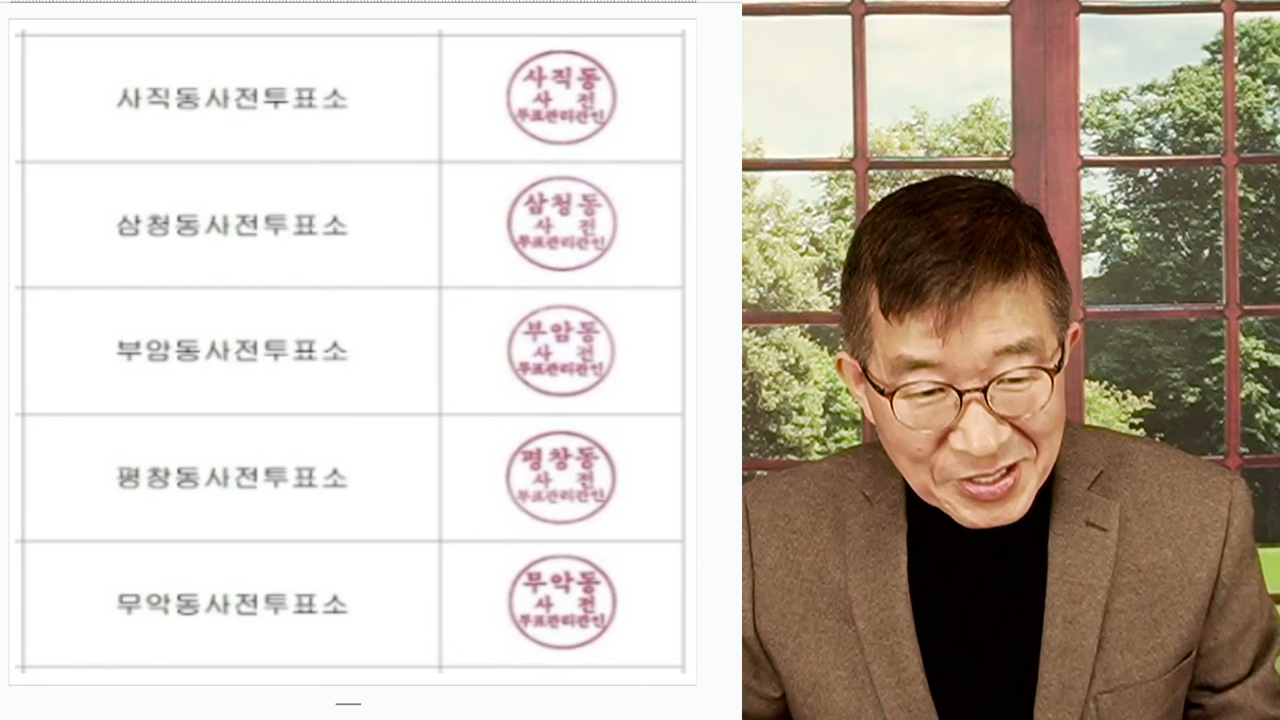 사직동사전투표소
사직동
사 전
투표관리관인
삼청동사전투표소
삼청동
사 전
투표관리관인
부암동사전투표소
부암동
사 전
투표관리관인
평창동사전투표소
평창동
사 전
투표관리관인
무악동사전투표소
무악동
사 전
투표관리관인